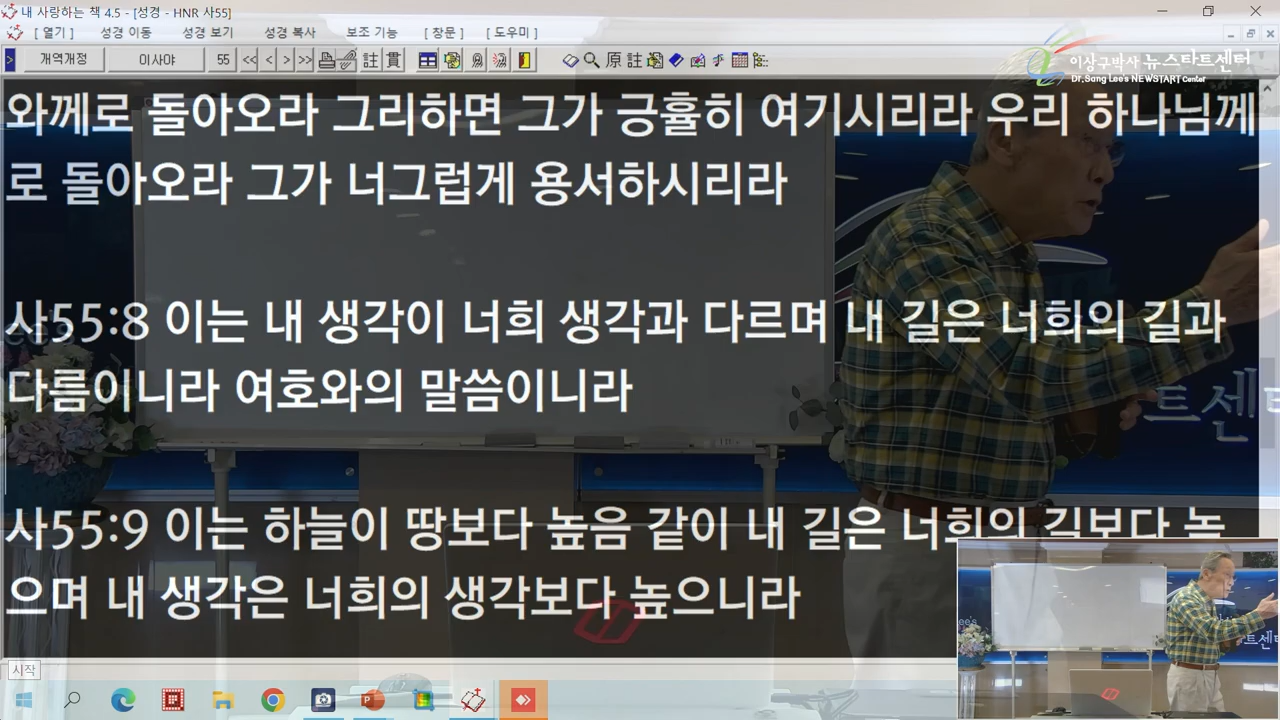 내 사랑하는 책 4.5 - [성경 - HNR 사55]
[ 열기 ] 성경 이동 성경 보기 성경 복사 보조 기능 [ 창문 ] [ 도우미 ]
개역개정 이사야 55 << < > >> 註 貫 原 註
이상구박사 뉴스타트센터
Dr. Sang Lee's NEWSTART Center
와께로 돌아오라 그리하면 그가 긍휼히 여기시리라 우리 하나님께
로 돌아오라 그가 너그럽게 용서하시리라
사55:8 이는 내 생각이 너희 생각과 다르며 내 길은 너희의 길과
다름이니라 여호와의 말씀이니라
트센터
사55:9 이는 하늘이 땅보다 높음 같이 내 길은 너희의 길보다 높
으며 내 생각은 너희의 생각보다 높으니라
시작